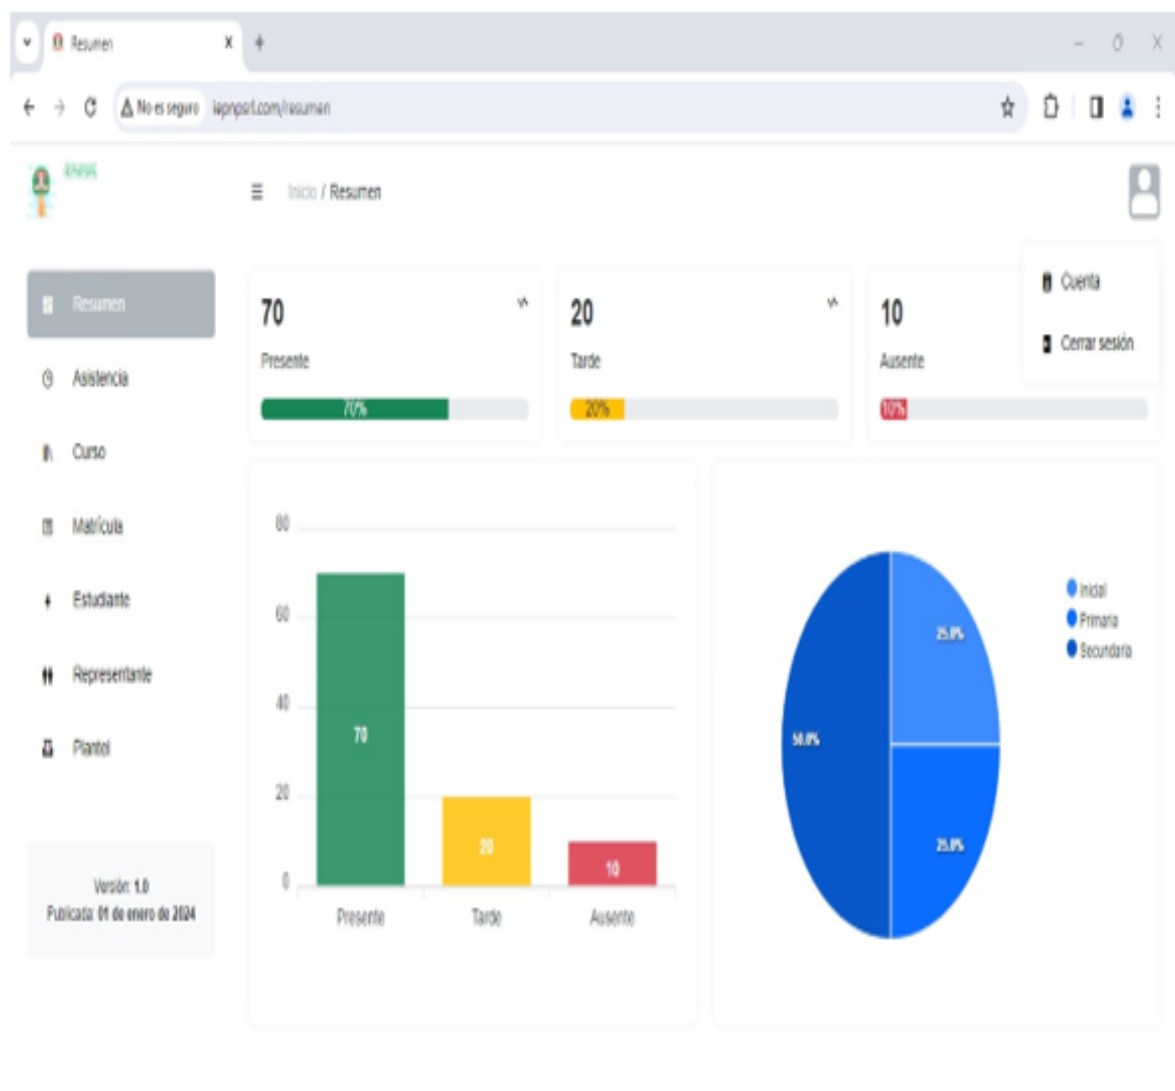 Resumen
No es seguro iepnpsrl.com/resumen
Inicio / Resumen
Resumen
Asistencia
Curso
Matrícula
Estudiante
Representante
Plantel
Versión: 1.0
Publicada: 01 de enero de 2024
70
Presente
70%
20
Tarde
20%
10
Ausente
10%
Cuenta
Cerrar sesión
80
60
40
20
0
70
20
10
Presente
Tarde
Ausente
25.0%
50.0%
25.0%
Inicial
Primaria
Secundaria